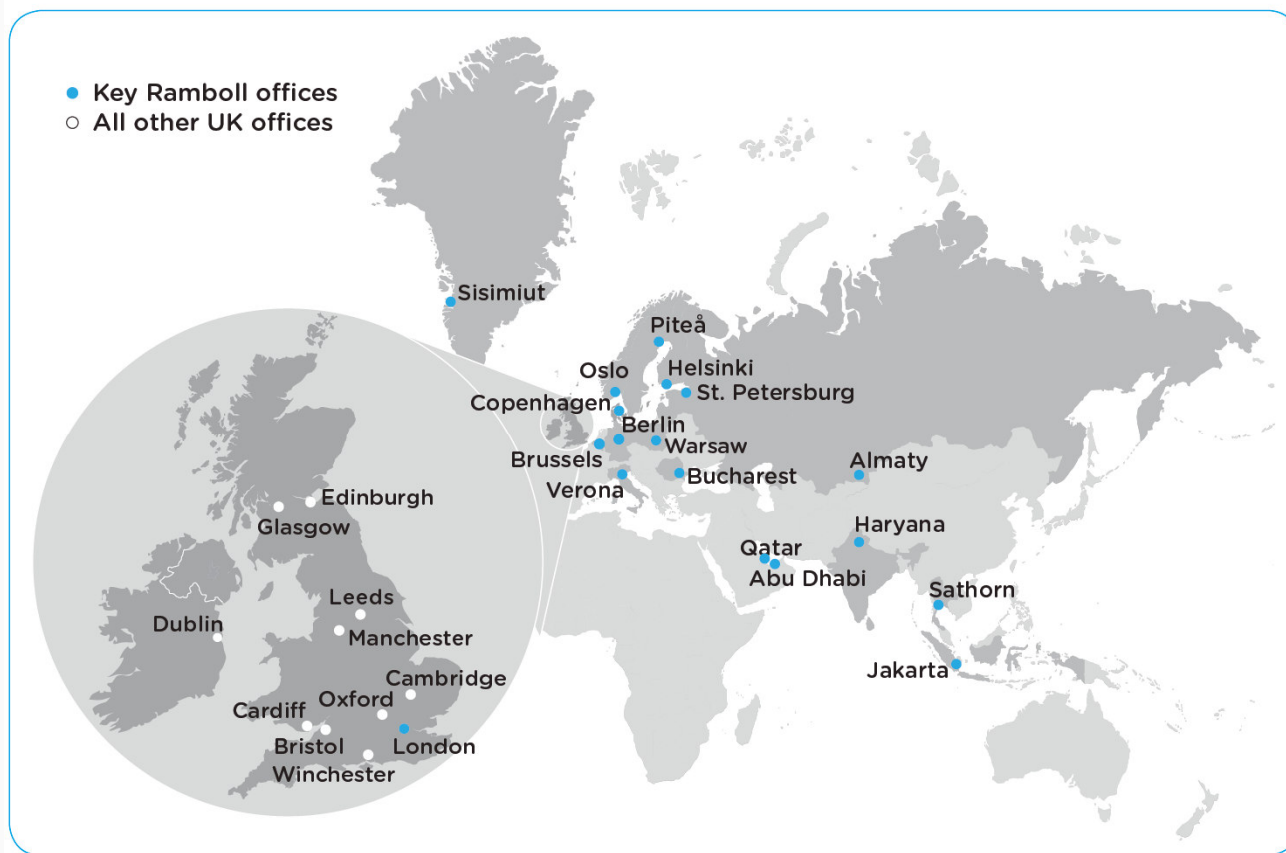 Key Ramboll offices
All other UK offices
Sisimiut
Piteå
Oslo
Helsinki
St. Petersburg
Copenhagen
Berlin
Warsaw
Brussels
Bucharest
Verona
Almaty
Haryana
Qatar
Abu Dhabi
Sathorn
Jakarta
Edinburgh
Glasgow
Leeds
Dublin
Manchester
Cambridge
Oxford
Cardiff
Bristol
London
Winchester